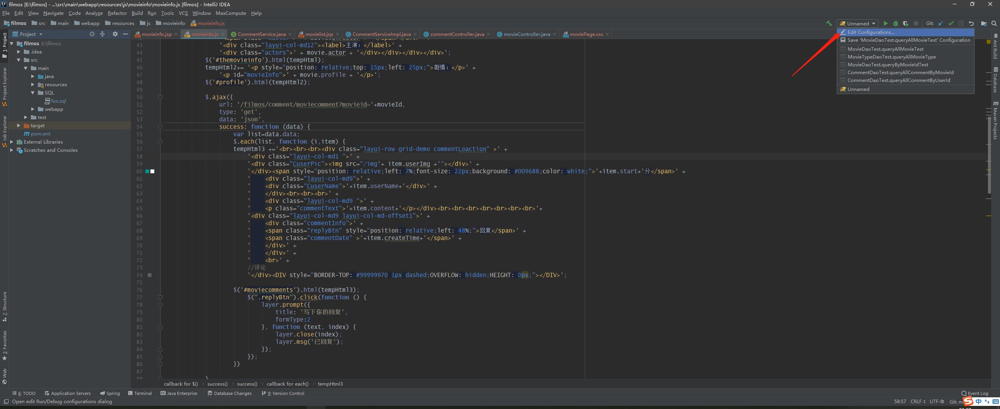 filmos [E:\filmos] - ...\src\main\webapp\resources\js\movieinfo\movieinfo.js [filmos] - IntelliJ IDEA
File Edit View Navigate Code Analyze Refactor Build Run Tools VCS Window MaxCompute Help
filmos src main webapp resources js movieinfo movieinfo.js
Unnamed Git:
Project
movieinfo.jsp movieinfo.js CommentService.java movielist.jsp CommentServiceImpl.java commentController.java movieController.java moviePage.css
Edit Configurations...
Save 'MovieDaoTest.queryAllMovieTest' Configuration
MovieDaoTest.queryAllMovieTest
MovieTypeDaoTest.queryAllMovieType
MovieDaoTest.queryByMovieIdTest
CommentDaoTest.queryAllCommentByMovieId
CommentDaoTest.queryAllCommentByUserId
Unnamed
filmos E:\filmos
.idea
src
main
java
resources
SQL
fos.sql
webapp
test
target
pom.xml
External Libraries
Scratches and Consoles
1: Project
Project Explorer
Job Explorer
7: Structure
2: Favorites
Web
Ant Build
Database
Maven Projects
43 '<div class="layui-col-md12"><label>主演：</label>' +
44 '<div class="actors">' + movie.actor + '</div></div></div></div>';
45 $('#themovieinfo').html(tempHtml);
46 tempHtml2+= '<p style="position: relative;top: 15px;left: 25px;">剧情：</p>' +
47 '<p id="movieInfo">' + movie.profile + '</p>';
48 $('#profile').html(tempHtml2);
49
50 $.ajax({
51 url: '/filmos/comment/moviecomment?movieid='+movieId,
52 type: 'get',
53 data: 'json',
54 success: function (data) {
55 var list=data.data;
56 $.each(list, function (i,item) {
57 tempHtml3 +='<br><br><br><div class="layui-row grid-demo commentLoaction" >' +
58 '<div class="layui-col-md1 ">' +
59 '<div class="CuserPic"><img src="/img'+ item.userImg +'"></div>' +
60 '</div><span style="position: relative;left: 7%;font-size: 22px;background: #009688;color: white;">'+item.start+'分</span>' +
61 ' <div class="layui-col-md9">' +
62 ' <div class="CuserName">'+item.userName+'</div>' +
63 ' </div><br><br><br>' +
64 ' <div class="layui-col-md9 ">' +
65 ' <p class="commentText">'+item.content+'</p></div><br><br><br><br><br><br><br>'+
66 '<div class="layui-col-md9 layui-col-md-offset1">' +
67 ' <div class="commentInfo">' +
68 ' <span class="replyBtn" style="position: relative;left: 48%;">回复</span>' +
69 ' <span class="commentDate" >'+item.createTime+'</span>' +
70 ' </div>' +
71 ' </div>' +
72 ' <br>' +
73 //评论
74 '</div><DIV style="BORDER-TOP: #99999970 1px dashed;OVERFLOW: hidden;HEIGHT: 0px;"></DIV>';
75
76 $('#moviecomments').html(tempHtml3);
77 $(".replyBtn").click(function () {
78 layer.prompt({
79 title: '写下你的回复',
80 formType:2
81 }, function (text, index) {
82 layer.close(index);
83 layer.msg('已回复');
84 });
85 });
86 })
87
88 }
callback for $() success() success() callback for each() tempHtml3
6: TODO Application Servers Spring Terminal Java Enterprise Database Changes 9: Version Control Event Log
Open edit Run/Debug configurations dialog 58:57 CRLF UTF-8 Git: 中